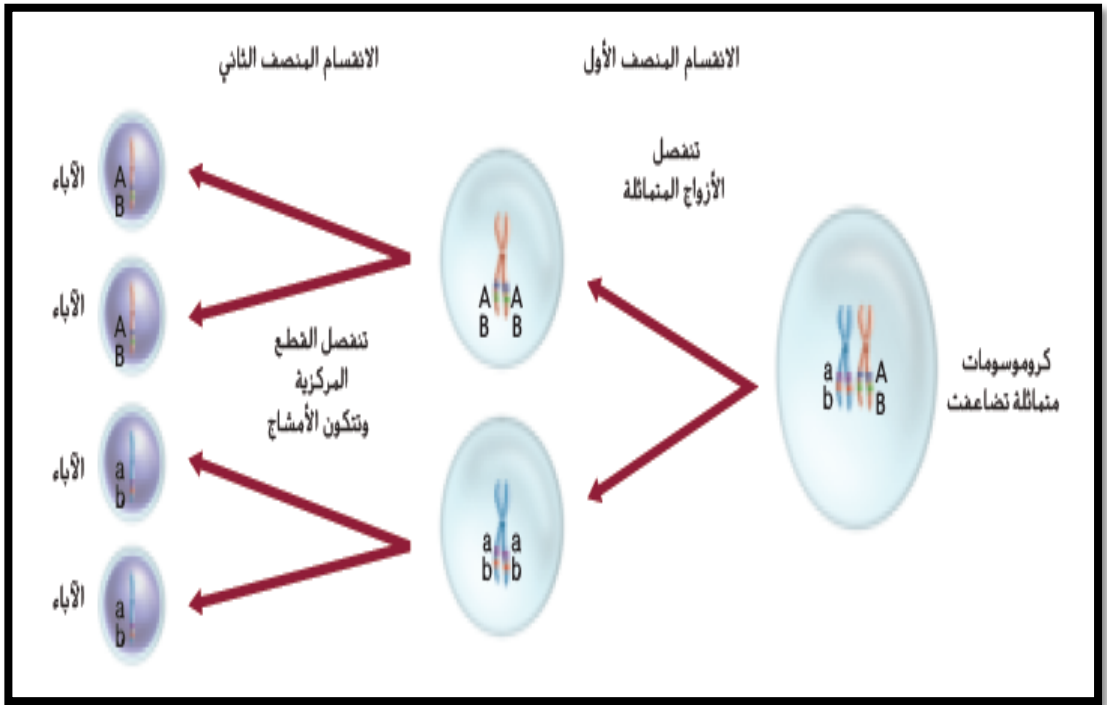 الانقسام المنصف الأول
الانقسام المنصف الثاني
كروموسومات
متماثلة تضاعفت
a
b
A
B
تنفصل
الأزواج المتماثلة
A A
B B
a a
b b
تنفصل القطع
المركزية
وتتكون الأمشاج
A
B
الآباء
A
B
الآباء
a
b
الآباء
a
b
الآباء